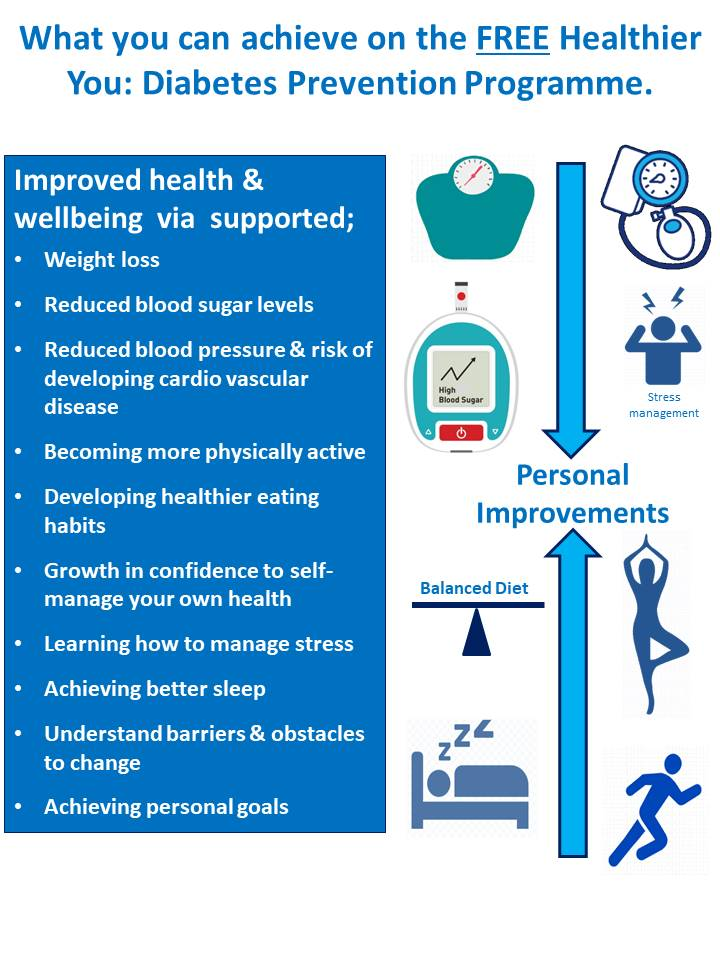 What you can achieve on the FREE Healthier
You: Diabetes Prevention Programme.
Improved health &
wellbeing via supported;
• Weight loss
• Reduced blood sugar levels
• Reduced blood pressure & risk of
developing cardio vascular
disease
• Becoming more physically active
• Developing healthier eating
habits
• Growth in confidence to self-
manage your own health
• Learning how to manage stress
• Achieving better sleep
• Understand barriers & obstacles
to change
• Achieving personal goals
High
Blood Sugar
Stress
management
Personal
Improvements
Balanced Diet
z z z